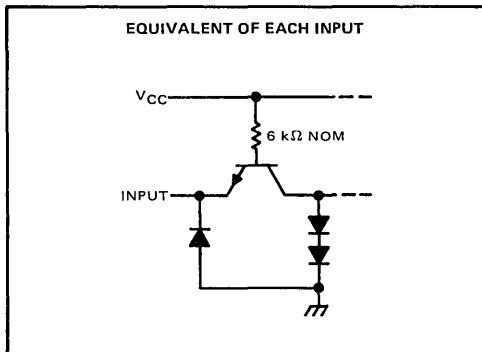 EQUIVALENT OF EACH INPUT
VCC
6 kΩ NOM
INPUT